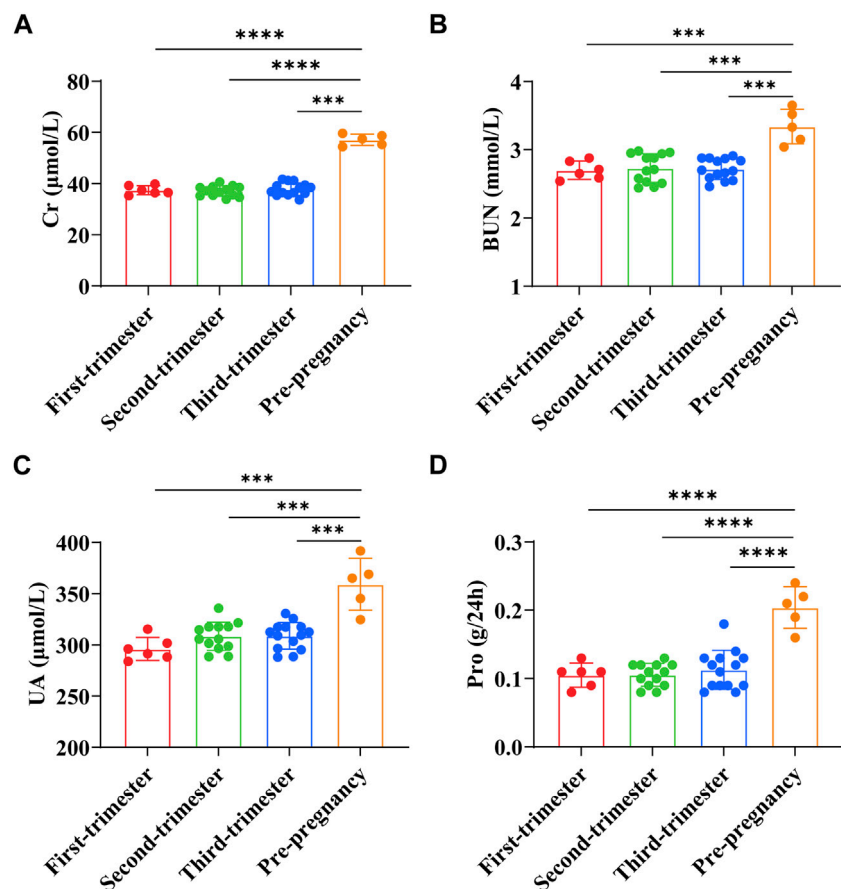 A
****
****
***
Cr (μmol/L)
80
60
40
20
0
First-trimester
Second-trimester
Third-trimester
Pre-pregnancy
B
***
***
***
BUN (mmol/L)
4
3
2
1
First-trimester
Second-trimester
Third-trimester
Pre-pregnancy
C
***
***
***
UA (μmol/L)
400
350
300
250
200
First-trimester
Second-trimester
Third-trimester
Pre-pregnancy
D
****
****
****
Pro (g/24h)
0.3
0.2
0.1
0.0
First-trimester
Second-trimester
Third-trimester
Pre-pregnancy